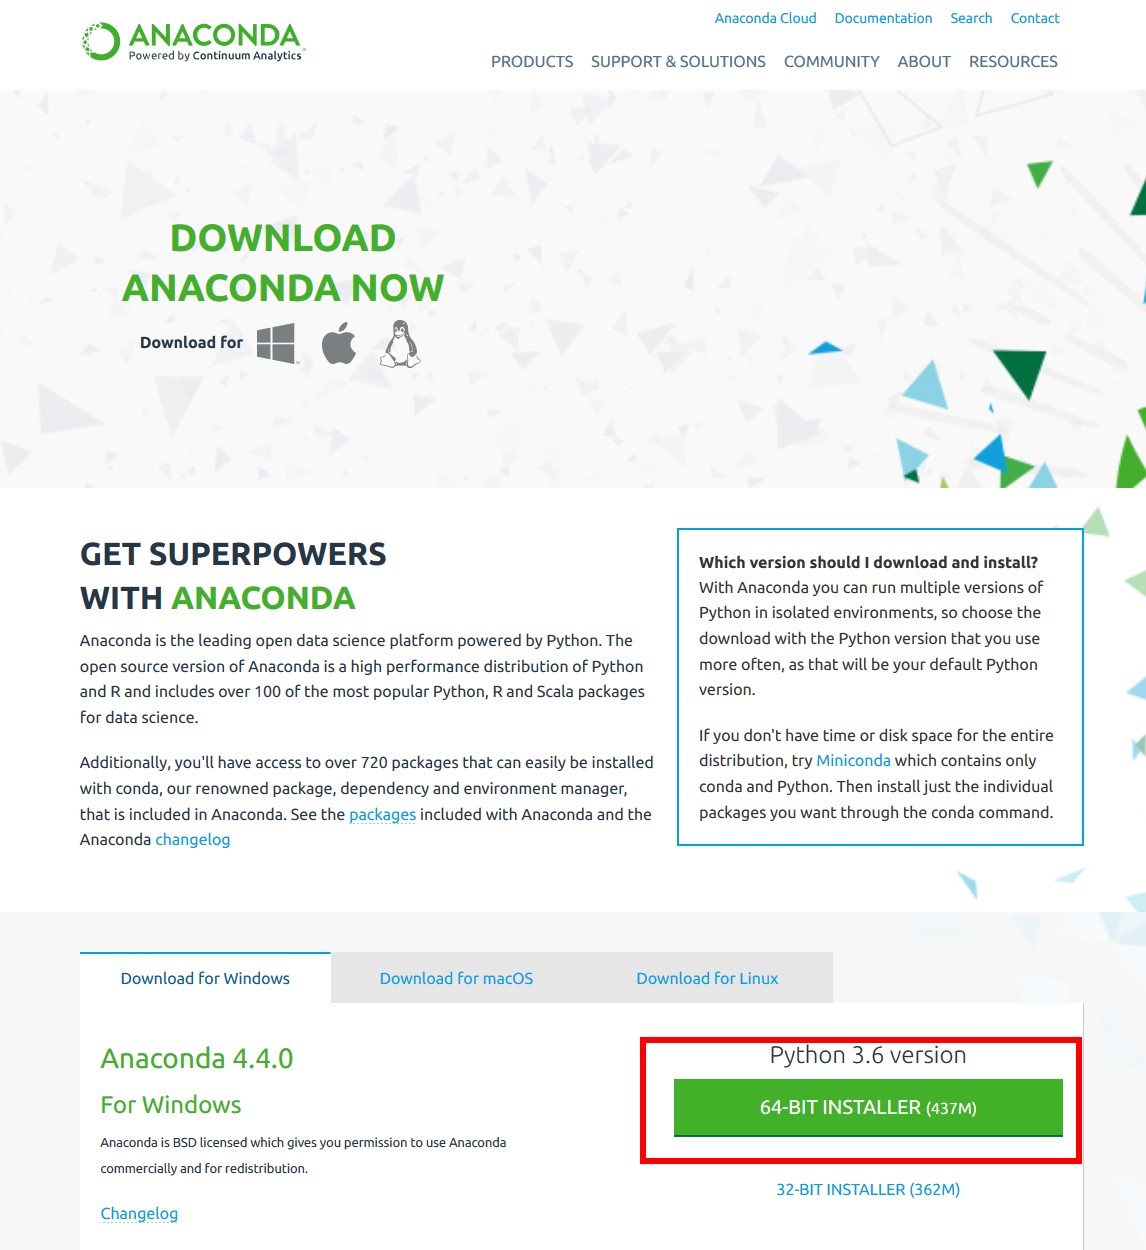 ANACONDA
Powered by Continuum Analytics
Anaconda Cloud Documentation Search Contact
PRODUCTS SUPPORT & SOLUTIONS COMMUNITY ABOUT RESOURCES
DOWNLOAD
ANACONDA NOW
Download for
GET SUPERPOWERS
WITH ANACONDA
Anaconda is the leading open data science platform powered by Python. The
open source version of Anaconda is a high performance distribution of Python
and R and includes over 100 of the most popular Python, R and Scala packages
for data science.
Additionally, you'll have access to over 720 packages that can easily be installed
with conda, our renowned package, dependency and environment manager,
that is included in Anaconda. See the packages included with Anaconda and the
Anaconda changelog
Which version should I download and install?
With Anaconda you can run multiple versions of
Python in isolated environments, so choose the
download with the Python version that you use
more often, as that will be your default Python
version.
If you don't have time or disk space for the entire
distribution, try Miniconda which contains only
conda and Python. Then install just the individual
packages you want through the conda command.
Download for Windows Download for macOS Download for Linux
Anaconda 4.4.0
For Windows
Anaconda is BSD licensed which gives you permission to use Anaconda
commercially and for redistribution.
Changelog
Python 3.6 version
64-BIT INSTALLER (437M)
32-BIT INSTALLER (362M)